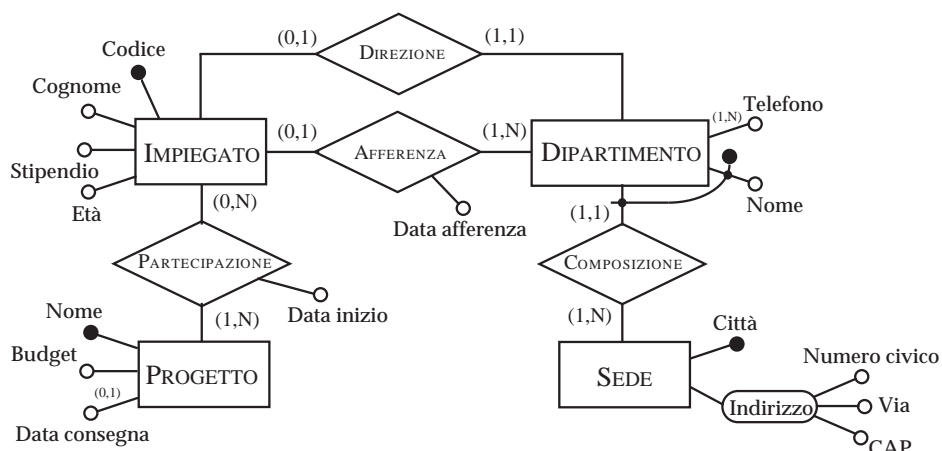 (0,1)
DIREZIONE
(1,1)
Codice
Cognome
Stipendio
Età
IMPIEGATO
(0,1)
AFFERENZA
(1,N)
DIPARTIMENTO
(1,N)
Telefono
Nome
Data afferenza
(0,N)
(1,1)
PARTECIPAZIONE
Data inizio
COMPOSIZIONE
(1,N)
(1,N)
Nome
Budget
(0,1)
Data consegna
PROGETTO
SEDE
Città
Indirizzo
Numero civico
Via
CAP